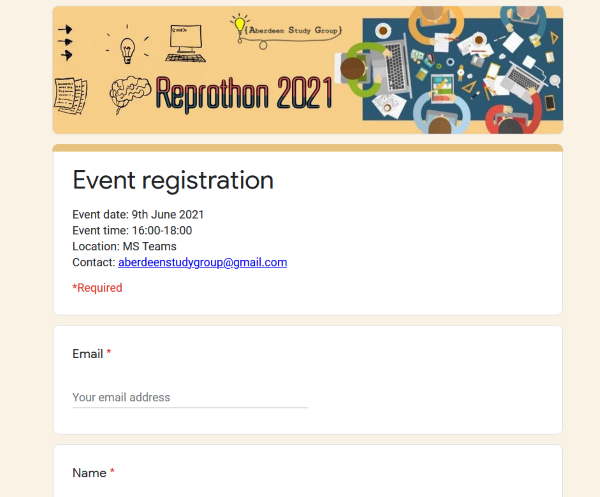 {Aberdeen Study Group}
Reprothon 2021
Event registration
Event date: 9th June 2021
Event time: 16:00-18:00
Location: MS Teams
Contact: aberdeenstudygroup@gmail.com
*Required
Email *
Your email address
Name *